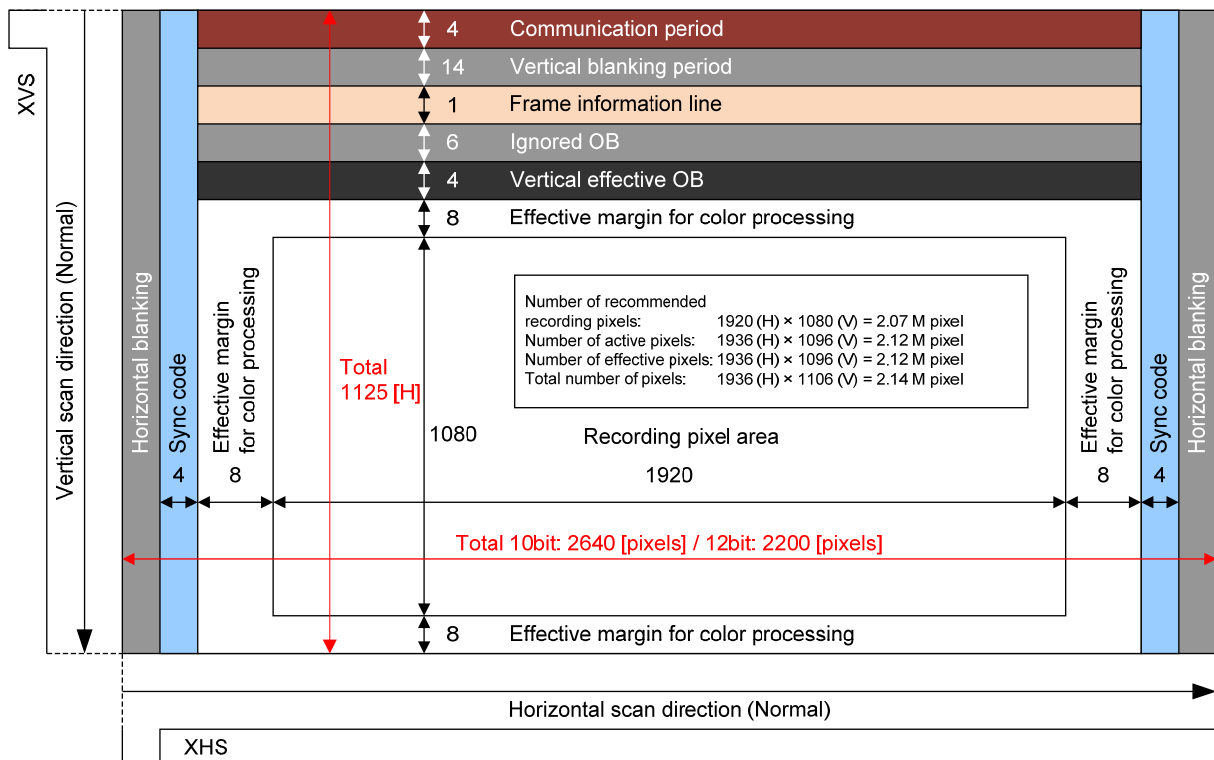 XVS
Vertical scan direction (Normal)
4 Communication period
14 Vertical blanking period
1 Frame information line
6 Ignored OB
4 Vertical effective OB
8 Effective margin for color processing
Horizontal blanking
Sync code
4
Effective margin
for color processing
8
Total
1125 [H]
1080
Number of recommended
recording pixels: 1920 (H) × 1080 (V) = 2.07 M pixel
Number of active pixels: 1936 (H) × 1096 (V) = 2.12 M pixel
Number of effective pixels: 1936 (H) × 1096 (V) = 2.12 M pixel
Total number of pixels: 1936 (H) × 1106 (V) = 2.14 M pixel
Recording pixel area
1920
Effective margin
for color processing
8
Sync code
4
Horizontal blanking
Total 10bit: 2640 [pixels] / 12bit: 2200 [pixels]
8 Effective margin for color processing
Horizontal scan direction (Normal)
XHS